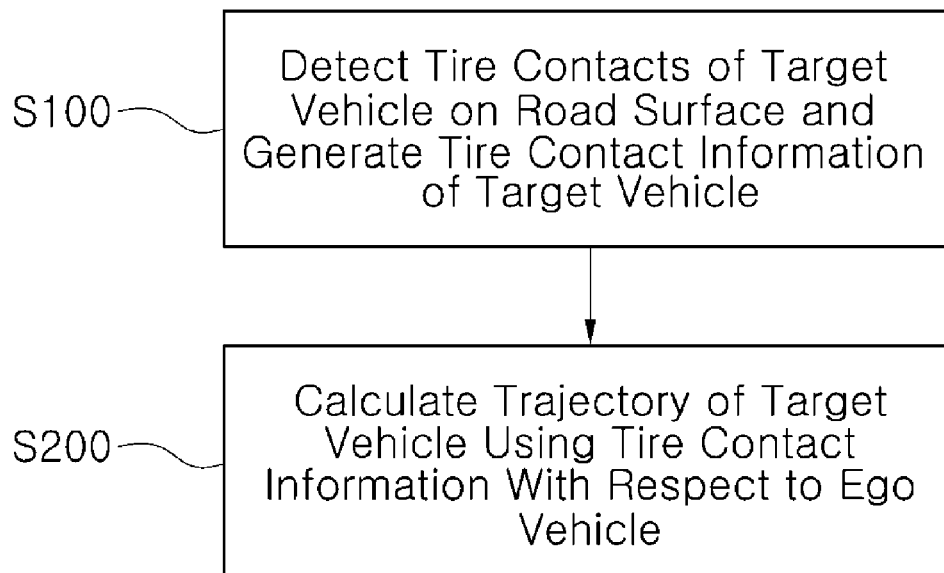 S100
Detect Tire Contacts of Target
Vehicle on Road Surface and
Generate Tire Contact Information
of Target Vehicle
S200
Calculate Trajectory of Target
Vehicle Using Tire Contact
Information With Respect to Ego
Vehicle